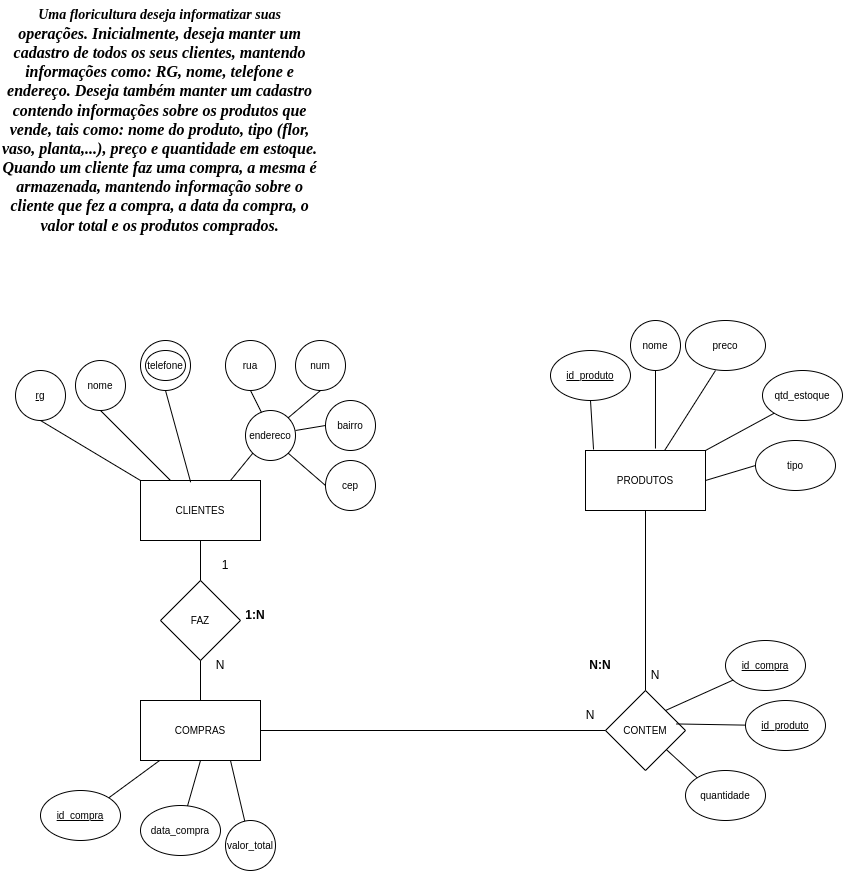 Uma floricultura deseja informatizar suas
operações. Inicialmente, deseja manter um
cadastro de todos os seus clientes, mantendo
informações como: RG, nome, telefone e
endereço. Deseja também manter um cadastro
contendo informações sobre os produtos que
vende, tais como: nome do produto, tipo (flor,
vaso, planta,...), preço e quantidade em estoque.
Quando um cliente faz uma compra, a mesma é
armazenada, mantendo informação sobre o
cliente que fez a compra, a data da compra, o
valor total e os produtos comprados.
rg
nome
telefone
rua
num
endereco
bairro
cep
CLIENTES
1
FAZ
1:N
N
COMPRAS
id_compra
data_compra
valor_total
id_produto
nome
preco
qtd_estoque
tipo
PRODUTOS
N:N
N
N
CONTEM
id_compra
id_produto
quantidade